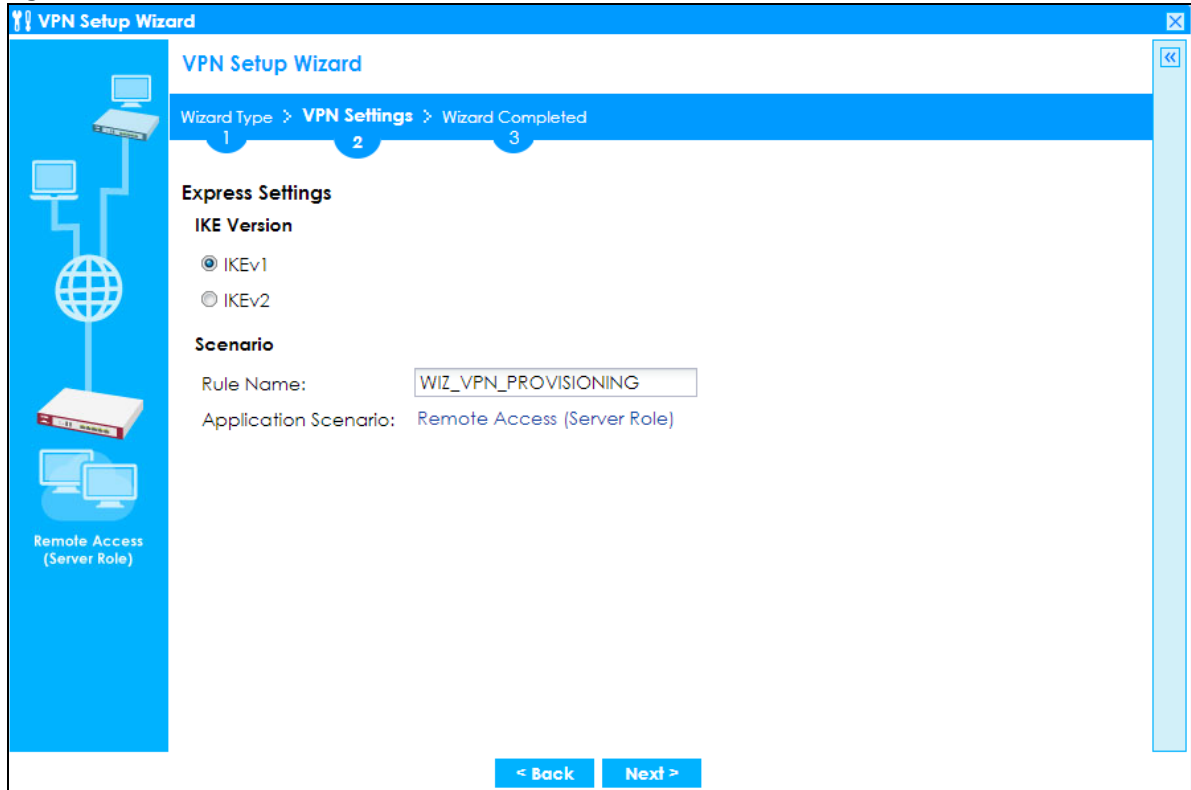 VPN Setup Wizard
VPN Setup Wizard
Wizard Type > VPN Settings > Wizard Completed
1 2 3
Express Settings
IKE Version
IKEv1
IKEv2
Scenario
Rule Name: WIZ_VPN_PROVISIONING
Application Scenario: Remote Access (Server Role)
Remote Access
(Server Role)
< Back Next >